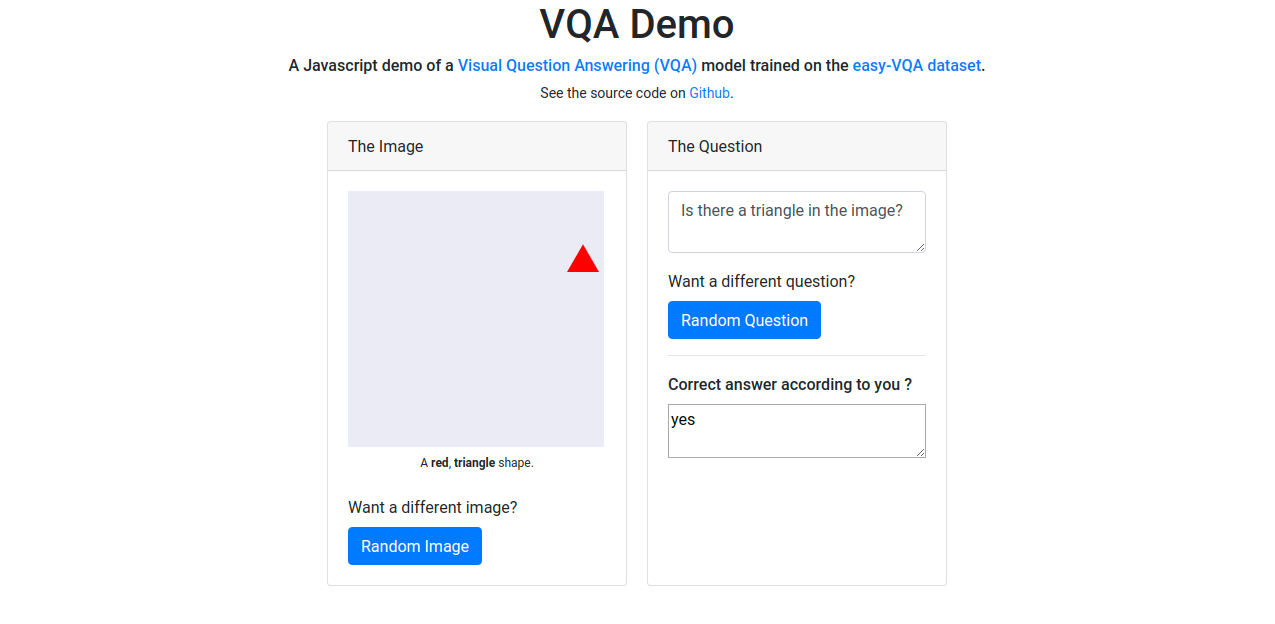 VQA Demo
A Javascript demo of a Visual Question Answering (VQA) model trained on the easy-VQA dataset.
See the source code on Github.
The Image
A red, triangle shape.
Want a different image?
Random Image
The Question
Is there a triangle in the image?
Want a different question?
Random Question
Correct answer according to you ?
yes